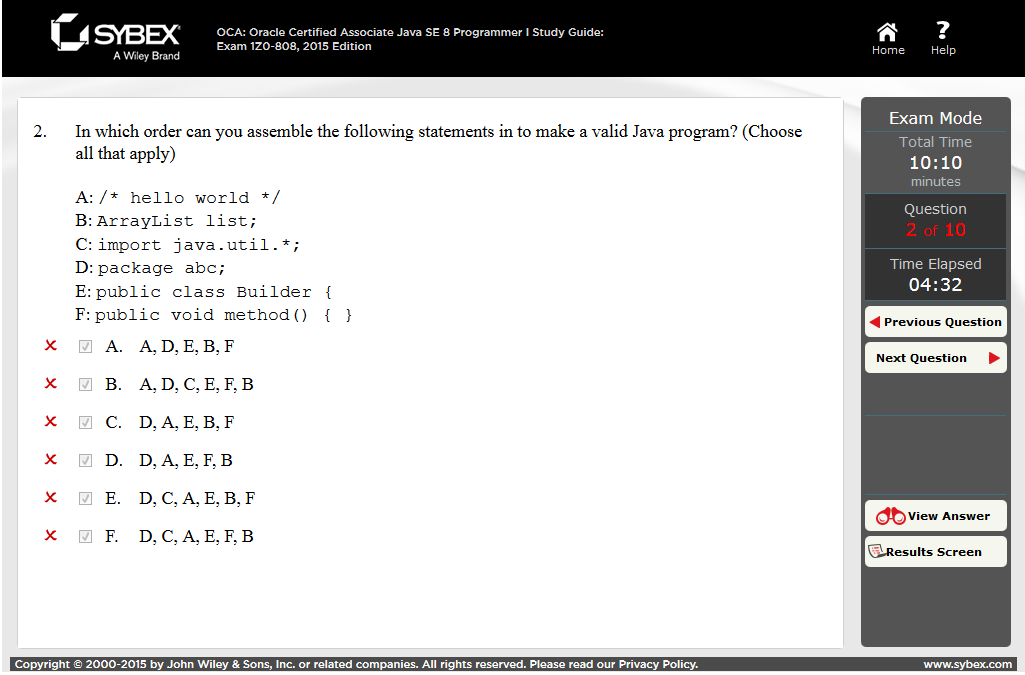 SYBEX
A Wiley Brand
OCA: Oracle Certified Associate Java SE 8 Programmer I Study Guide:
Exam 1Z0-808, 2015 Edition
Home
Help
2. In which order can you assemble the following statements in to make a valid Java program? (Choose
all that apply)
A: /* hello world */
B: ArrayList list;
C: import java.util.*;
D: package abc;
E: public class Builder {
F: public void method() { }
A. A, D, E, B, F
B. A, D, C, E, F, B
C. D, A, E, B, F
D. D, A, E, F, B
E. D, C, A, E, B, F
F. D, C, A, E, F, B
Exam Mode
Total Time
10:10
minutes
Question
2 of 10
Time Elapsed
04:32
Previous Question
Next Question
View Answer
Results Screen
Copyright © 2000-2015 by John Wiley & Sons, Inc. or related companies. All rights reserved. Please read our Privacy Policy.
www.sybex.com